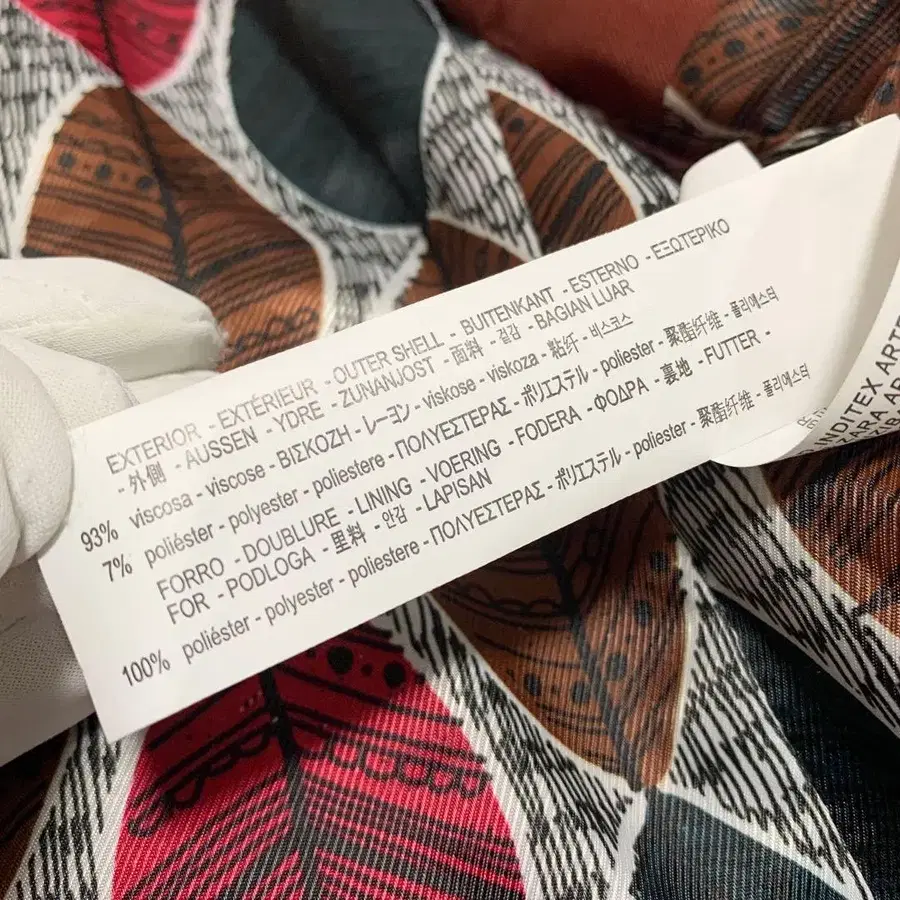 EXTERIOR - EXTÉRIEUR - OUTER SHELL - BUITENKANT - ESTERNO - ΕΞΩΤΕΡΙΚΟ
- 外側 - AUSSEN - YDRE - ZUNANJOST - 面料 - 겉감 - BAGIAN LUAR
93% viscosa - viscose - ΒΙΣΚΟΖΗ - レーヨン - viskose - viskoza - 粘纤 - 비스코스
7% poliéster - polyester - poliestere - ΠΟΛΥΕΣΤΕΡΑΣ - ポリエステル - poliester - 聚酯纤维 - 폴리에스터
FORRO - DOUBLURE - LINING - VOERING - FODERA - ΦΟΔΡΑ - 裏地 - FUTTER -
FOR - PODLOGA - 里料 - 안감 - LAPISAN
100% poliéster - polyester - poliestere - ΠΟΛΥΕΣΤΕΡΑΣ - ポリエステル - poliester - 聚酯纤维 - 폴리에스터
INDITEX